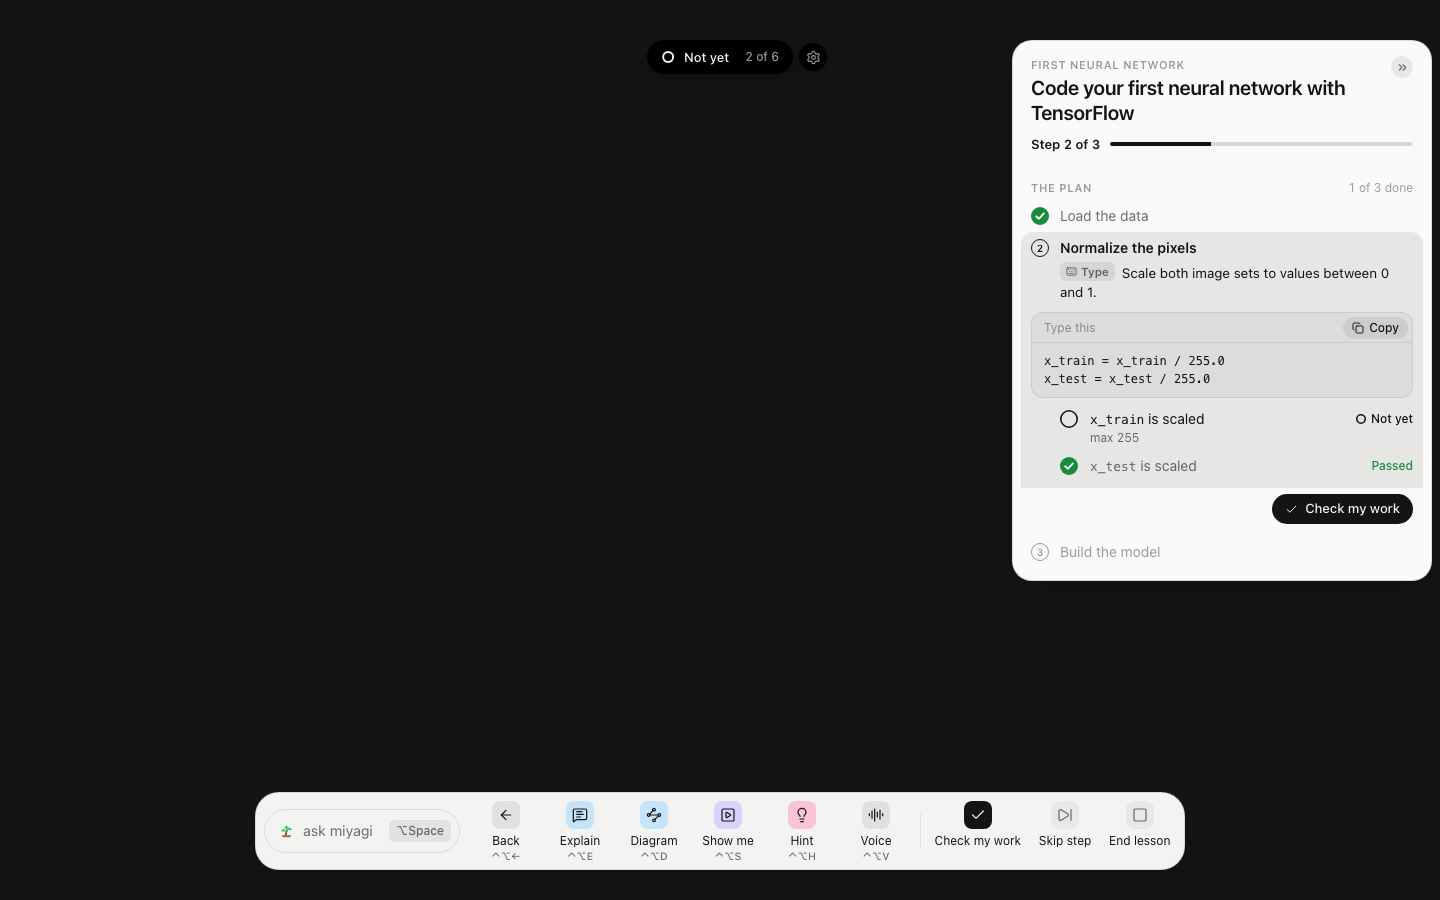 Not yet 2 of 6
FIRST NEURAL NETWORK
Code your first neural network with
TensorFlow
Step 2 of 3
THE PLAN 1 of 3 done
Load the data
2 Normalize the pixels
Type Scale both image sets to values between 0
and 1.
Type this Copy
x_train = x_train / 255.0
x_test = x_test / 255.0
x_train is scaled Not yet
max 255
x_test is scaled Passed
Check my work
3 Build the model
ask miyagi ⌥Space
Back Explain Diagram Show me Hint Voice Check my work Skip step End lesson
^⌥← ^⌥E ^⌥D ^⌥S ^⌥H ^⌥V